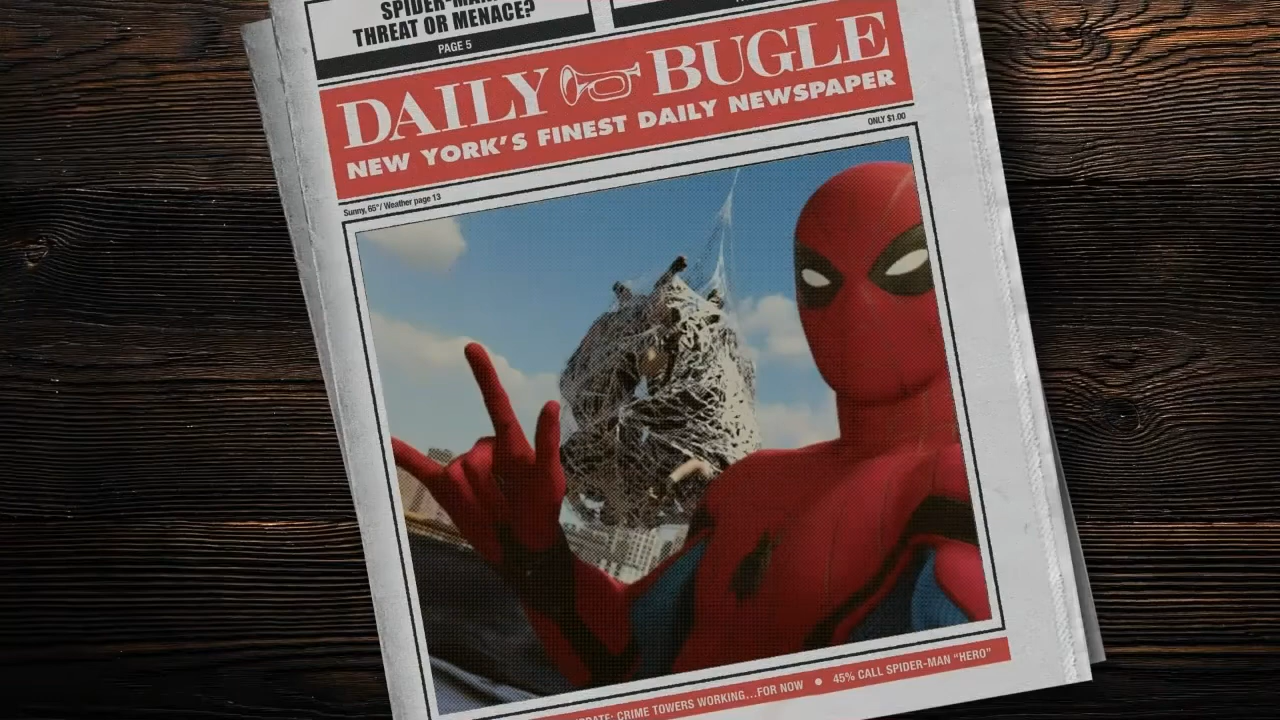 THREAT OR MENACE?
PAGE 5
DAILY BUGLE
NEW YORK'S FINEST DAILY NEWSPAPER
ONLY $1.00
Sunny, 65°/ Weather page 13
CRIME TOWERS WORKING...FOR NOW ● 45% CALL SPIDER-MAN "HERO"